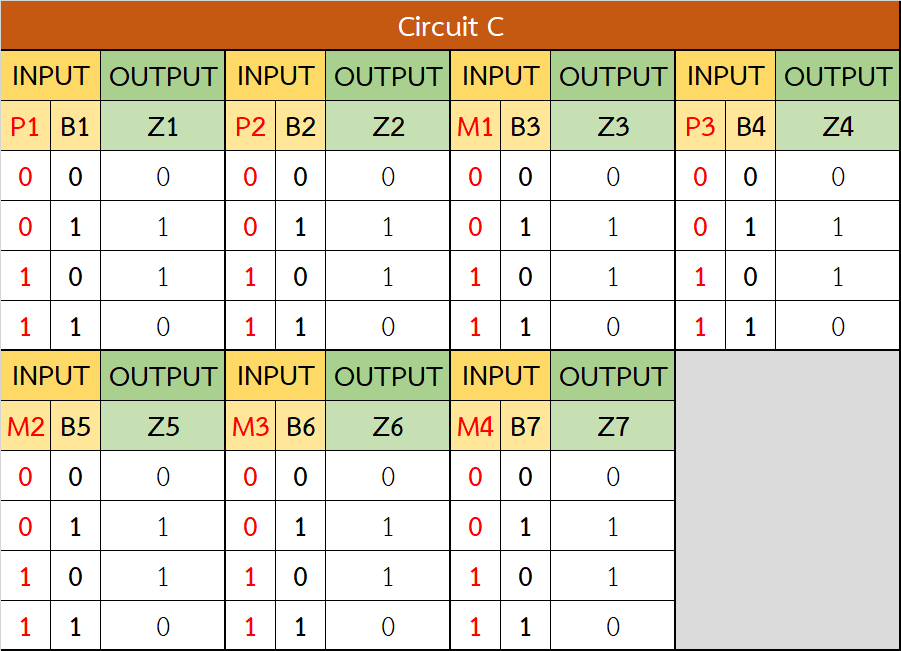 Circuit C
INPUT OUTPUT INPUT OUTPUT INPUT OUTPUT INPUT OUTPUT
P1 B1 Z1 P2 B2 Z2 M1 B3 Z3 P3 B4 Z4
0 0 0 0 0 0 0 0 0 0 0 0
0 1 1 0 1 1 0 1 1 0 1 1
1 0 1 1 0 1 1 0 1 1 0 1
1 1 0 1 1 0 1 1 0 1 1 0
INPUT OUTPUT INPUT OUTPUT INPUT OUTPUT
M2 B5 Z5 M3 B6 Z6 M4 B7 Z7
0 0 0 0 0 0 0 0 0
0 1 1 0 1 1 0 1 1
1 0 1 1 0 1 1 0 1
1 1 0 1 1 0 1 1 0